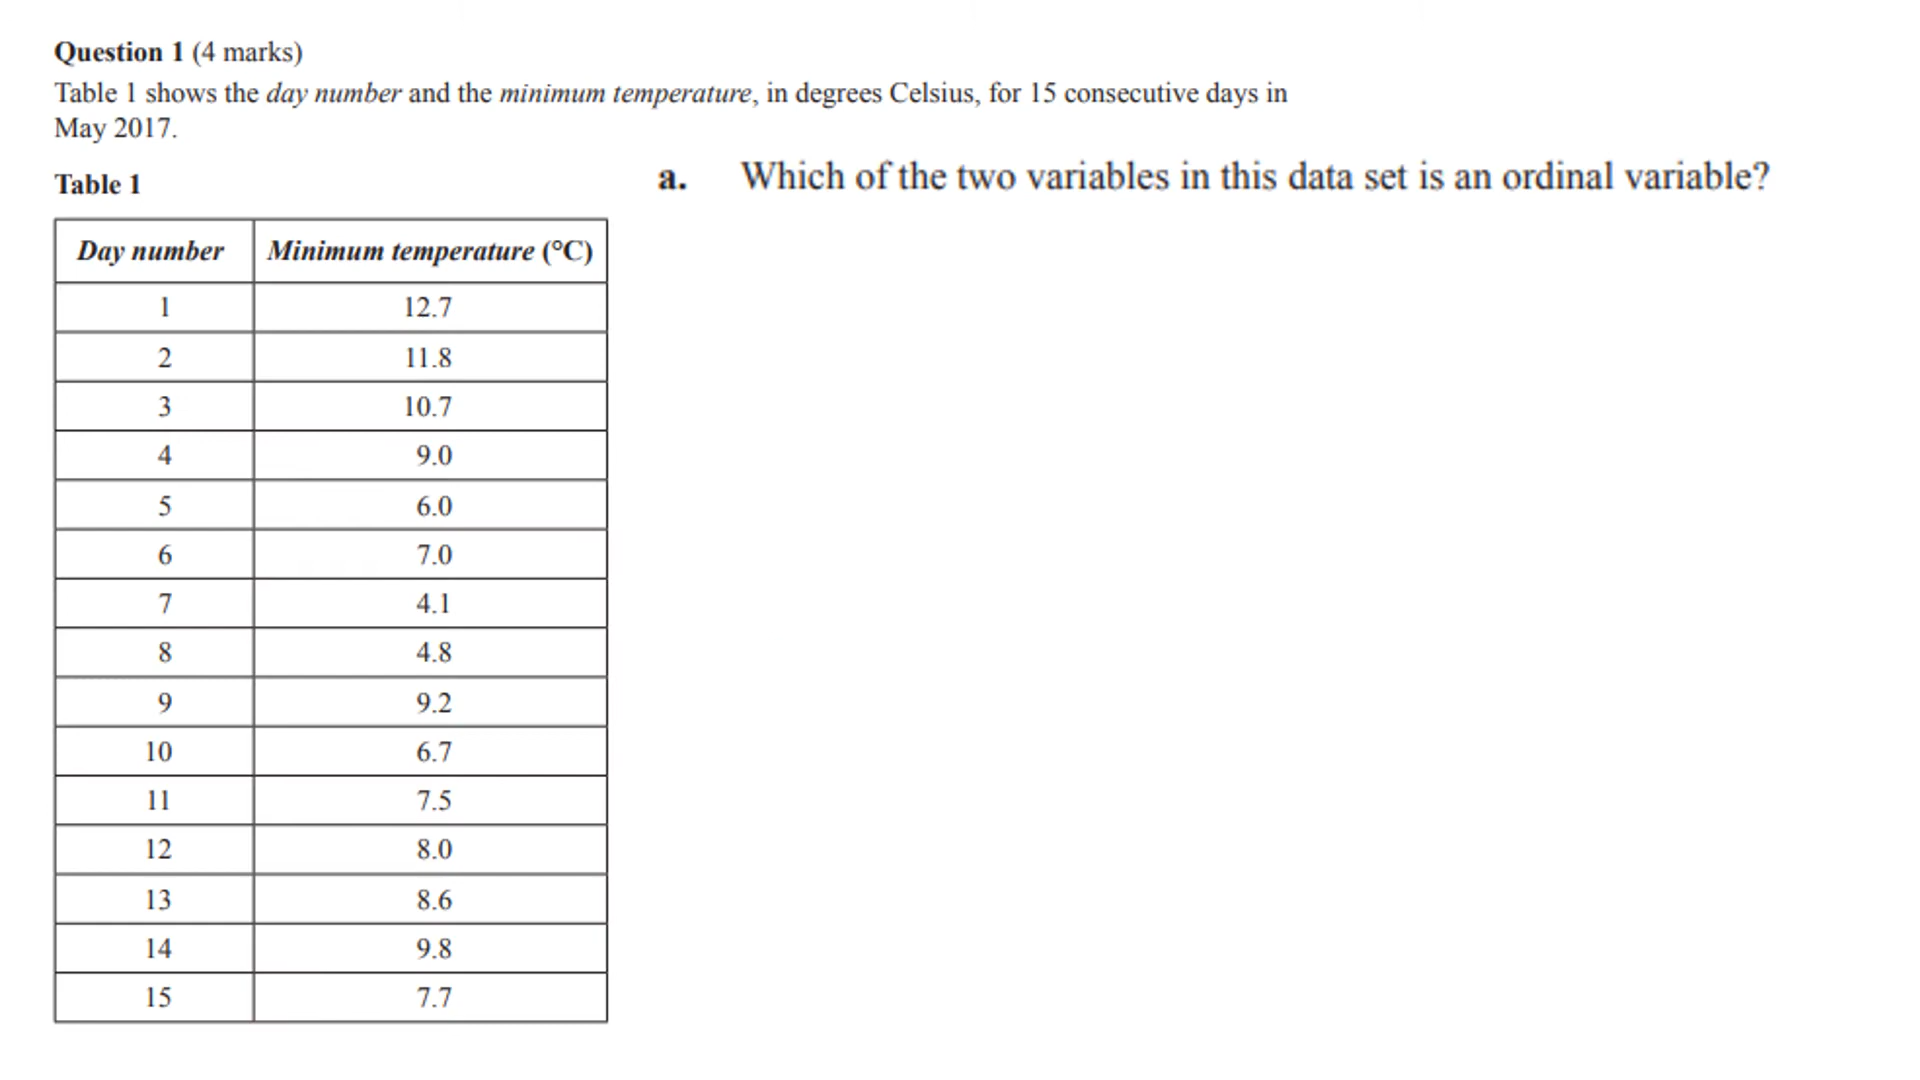 Question 1 (4 marks)
Table 1 shows the day number and the minimum temperature, in degrees Celsius, for 15 consecutive days in
May 2017.
Table 1
a. Which of the two variables in this data set is an ordinal variable?
Day number Minimum temperature (°C)
1 12.7
2 11.8
3 10.7
4 9.0
5 6.0
6 7.0
7 4.1
8 4.8
9 9.2
10 6.7
11 7.5
12 8.0
13 8.6
14 9.8
15 7.7